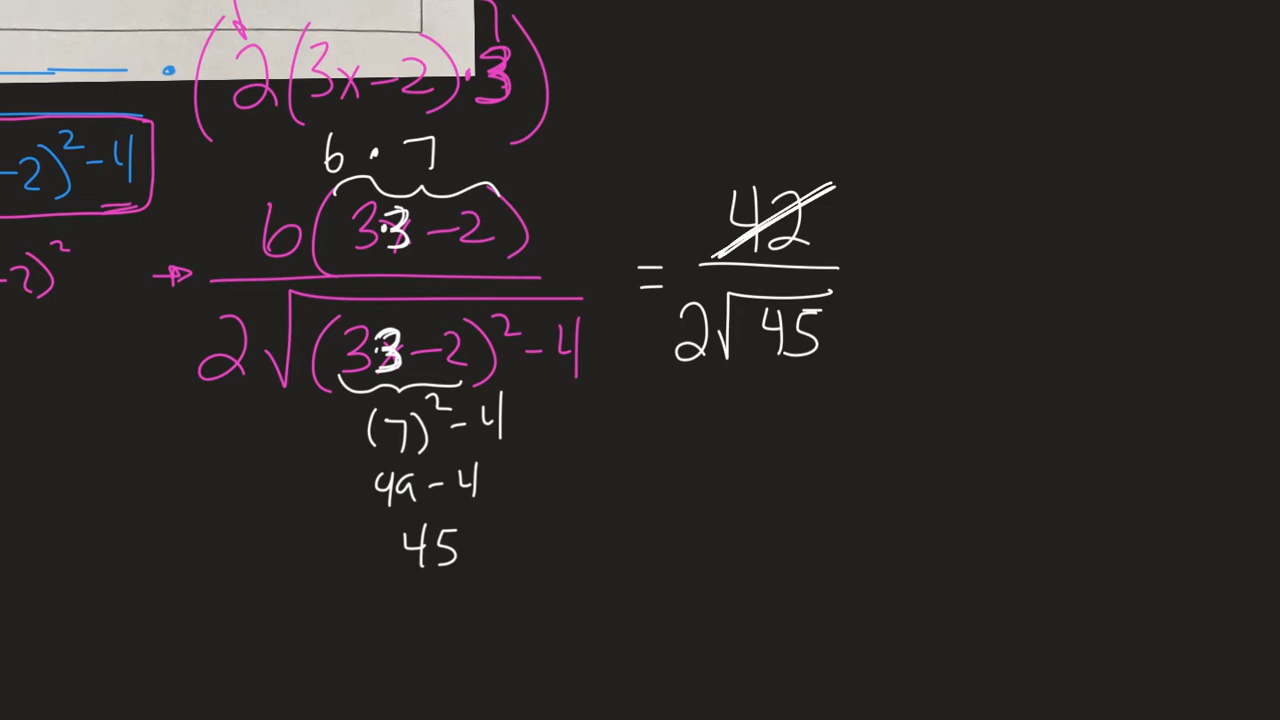 · (2(3x-2)·3)
-2)² -4
6 · 7
-2)² → 6(3·3 -2)
2√(3·3 -2)² -4
= 42
2√45
(7)² - 4
49 - 4
45